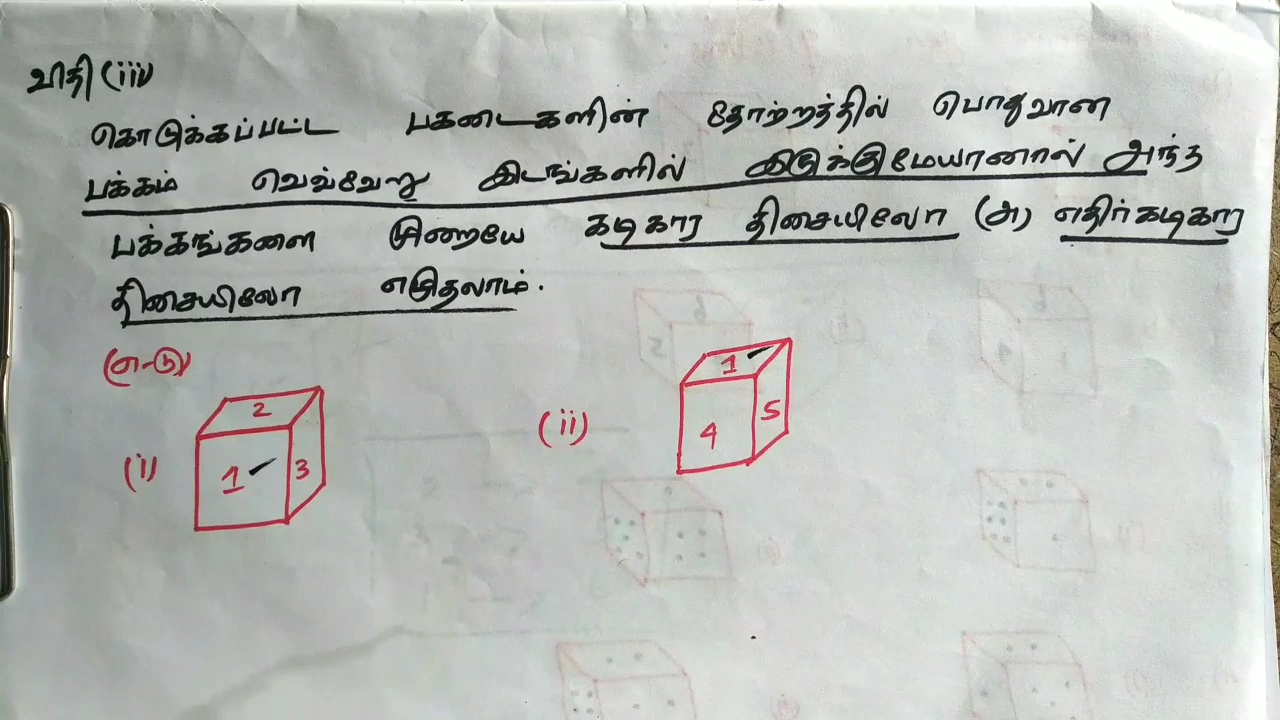 விதி (iii)
கொடுக்கப்பட்ட பகடைகளின் தோற்றத்தில் பொதுவான
பக்கம் வெவ்வேறு இடங்களில் இருக்குமேயானால் அந்த
பக்கங்களை முறையே கடிகார திசையிலோ (அ) எதிர்கடிகார
திசையிலோ எழுதலாம்.
(எ-டு)
(i) 2 1 3
(ii) 1 4 5